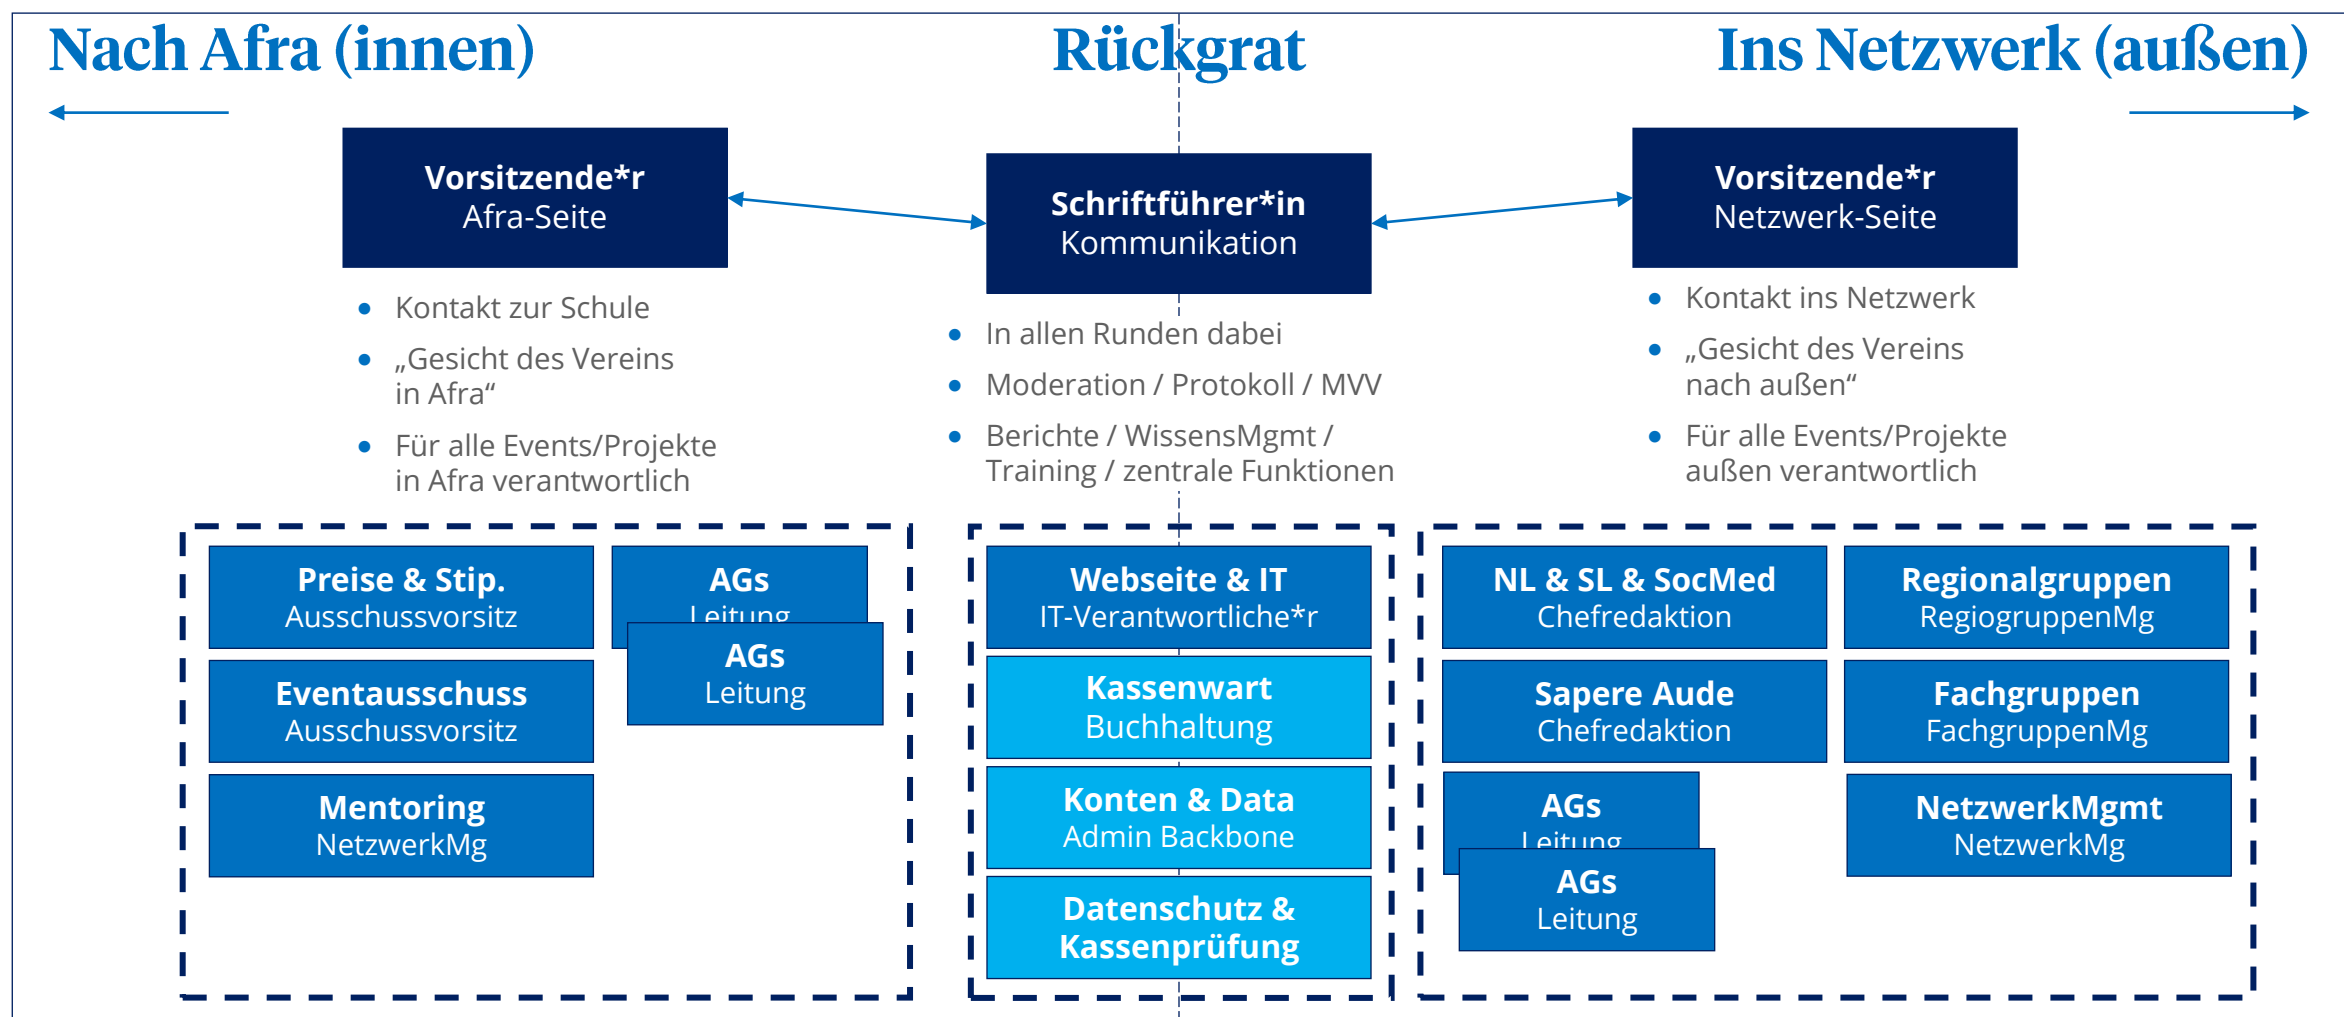 Nach Afra (innen)
Rückgrat
Ins Netzwerk (außen)
Vorsitzende*r
Afra-Seite
Kontakt zur Schule
„Gesicht des Vereins
in Afra“
Für alle Events/Projekte
in Afra verantwortlich
Schriftführer*in
Kommunikation
In allen Runden dabei
Moderation / Protokoll / MVV
Berichte / WissensMgmt /
Training / zentrale Funktionen
Vorsitzende*r
Netzwerk-Seite
Kontakt ins Netzwerk
„Gesicht des Vereins
nach außen“
Für alle Events/Projekte
außen verantwortlich
Preise & Stip.
Ausschussvorsitz
Eventausschuss
Ausschussvorsitz
Mentoring
NetzwerkMg
AGs
Leitung
AGs
Leitung
Webseite & IT
IT-Verantwortliche*r
Kassenwart
Buchhaltung
Konten & Data
Admin Backbone
Datenschutz &
Kassenprüfung
NL & SL & SocMed
Chefredaktion
Sapere Aude
Chefredaktion
AGs
Leitung
AGs
Leitung
Regionalgruppen
RegiogruppenMg
Fachgruppen
FachgruppenMg
NetzwerkMgmt
NetzwerkMg